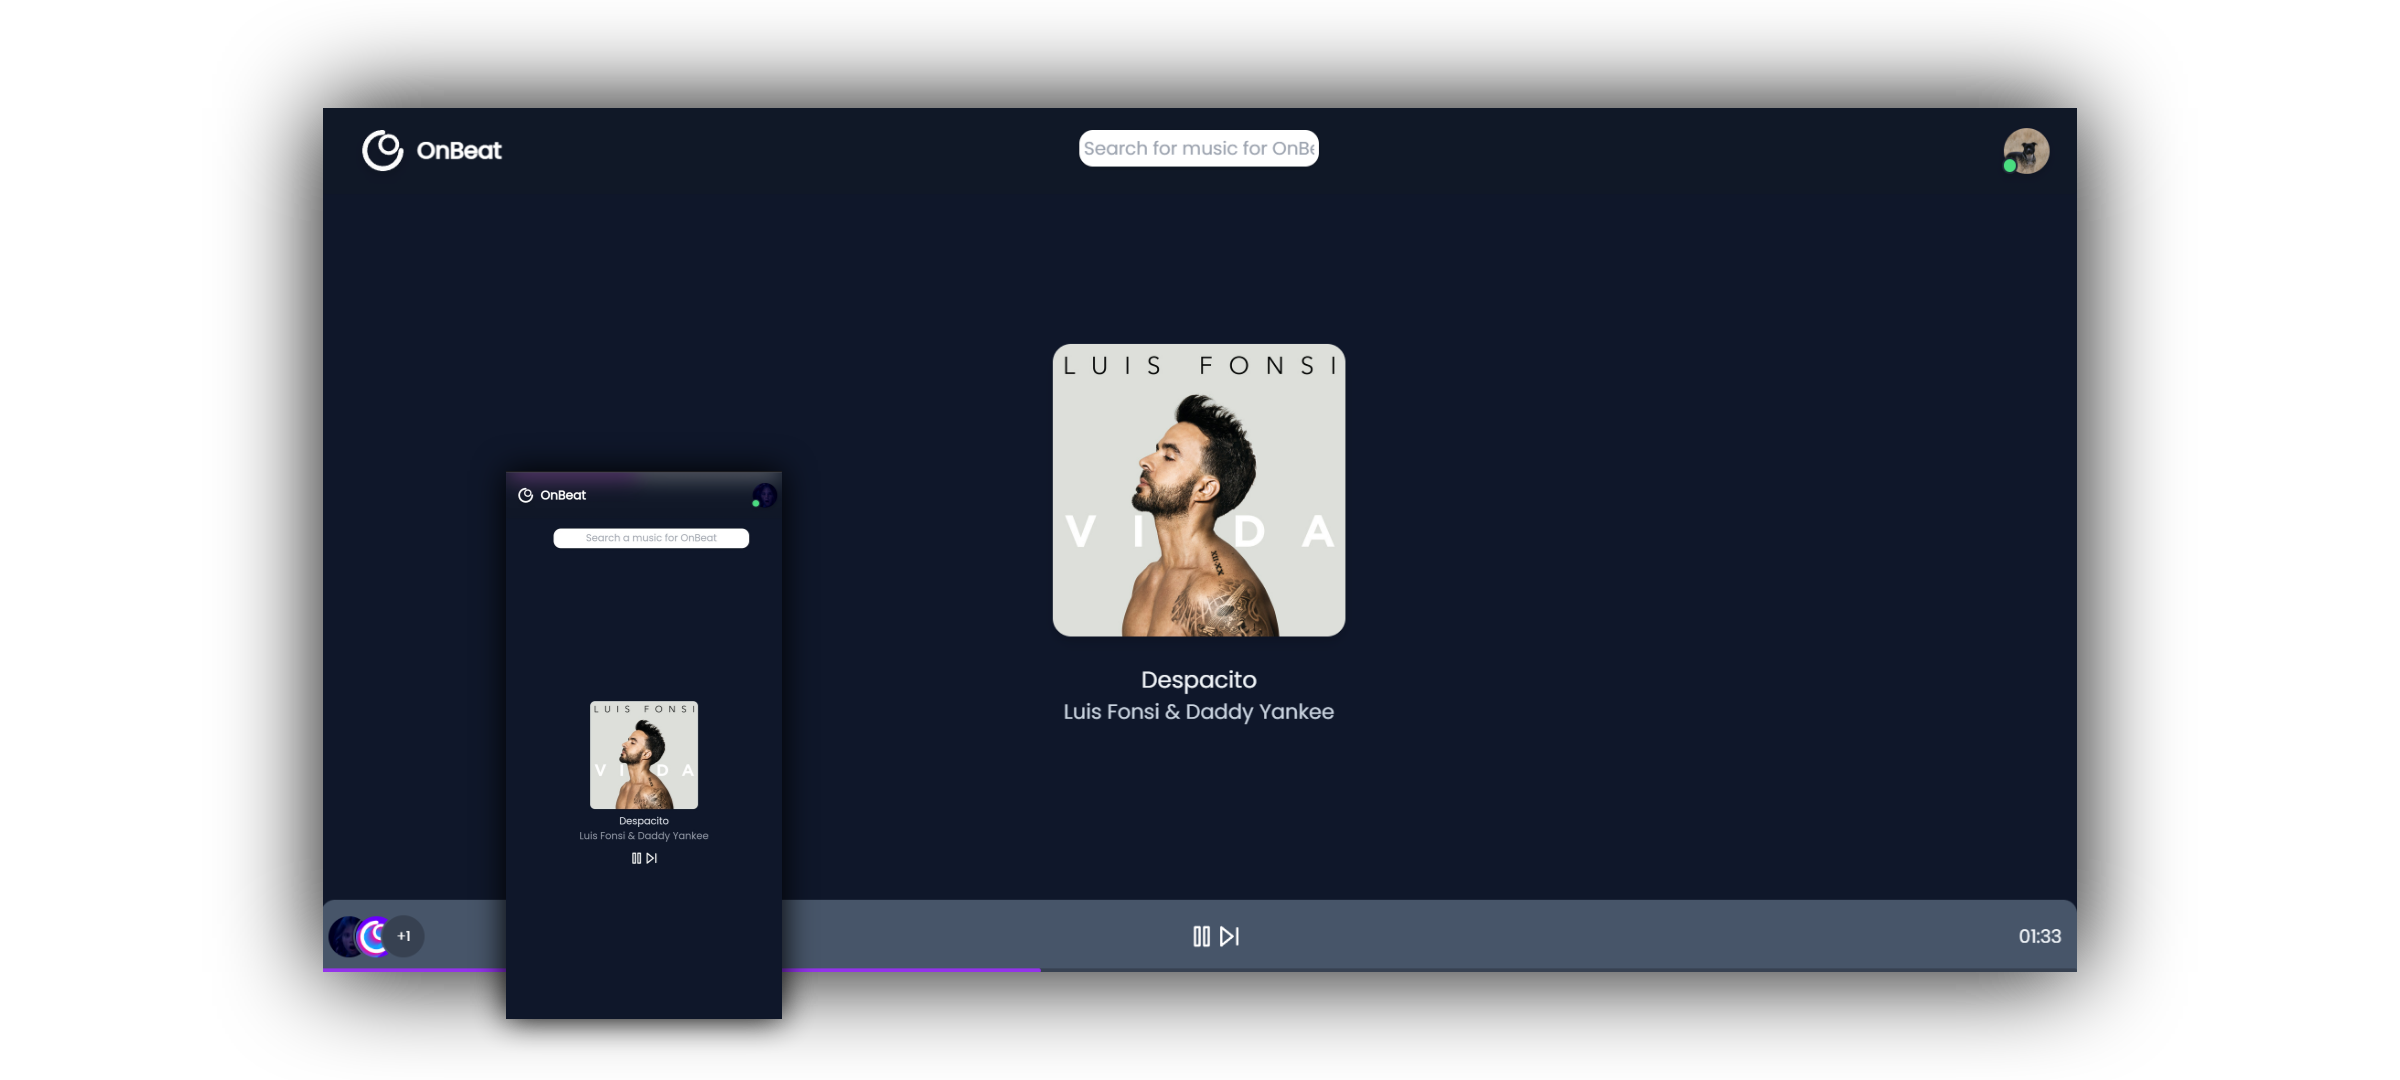 OnBeat
Search for music for OnBe
LUIS FONSI
VIDA
Despacito
Luis Fonsi & Daddy Yankee
+1
01:33
OnBeat
Search a music for OnBeat
LUIS FONSI
VIDA
Despacito
Luis Fonsi & Daddy Yankee